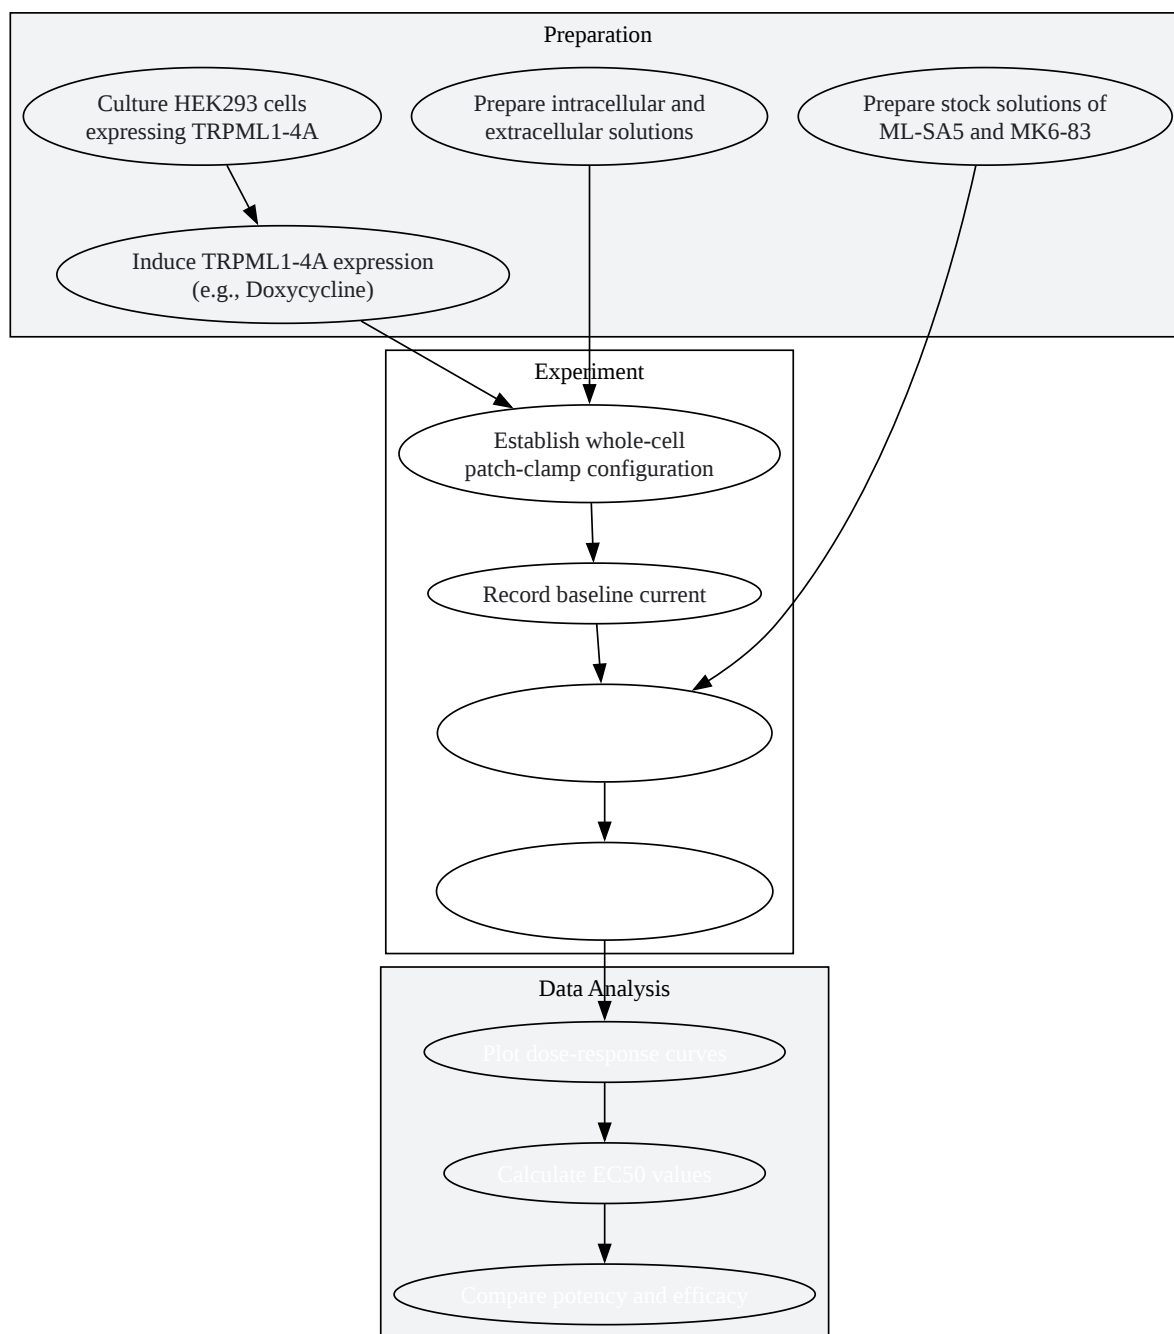 Preparation
Culture HEK293 cells
expressing TRPML1-4A
Prepare intracellular and
extracellular solutions
Prepare stock solutions of
ML-SA5 and MK6-83
Induce TRPML1-4A expression
(e.g., Doxycycline)
Experiment
Establish whole-cell
patch-clamp configuration
Record baseline current
Data Analysis
Plot dose-response curves
Calculate EC50 values
Compare potency and efficacy